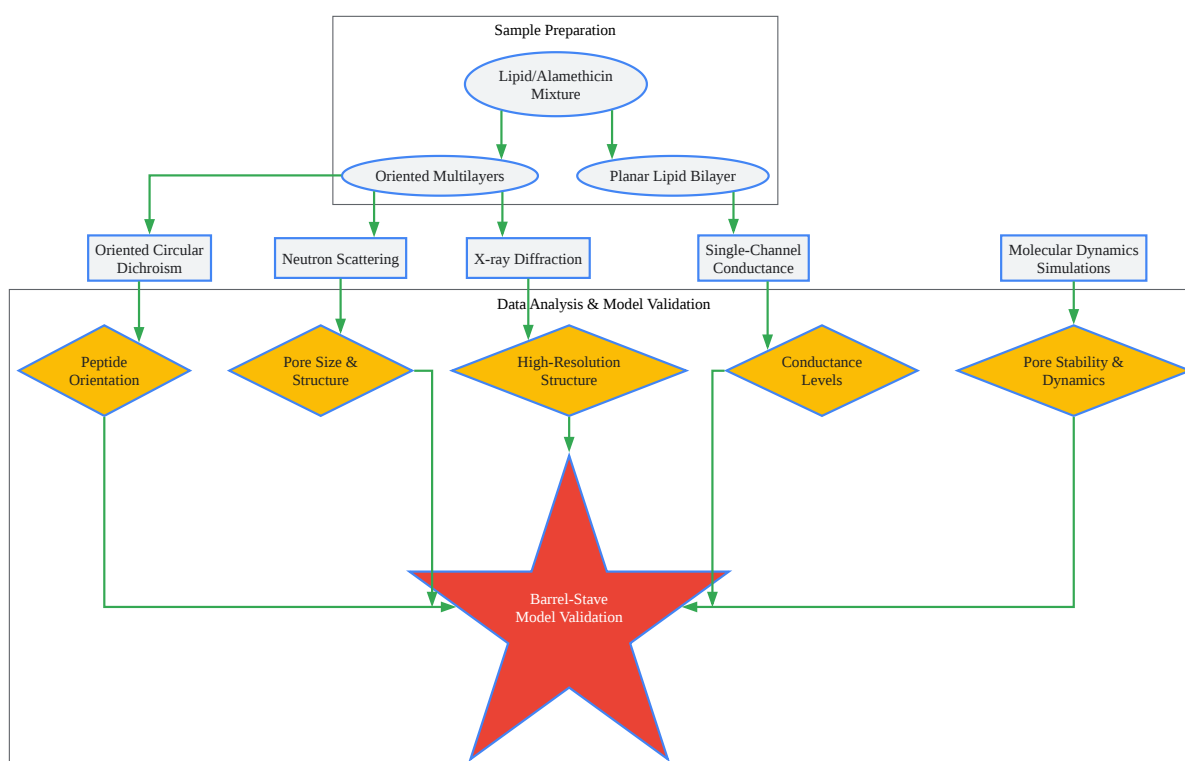 Sample Preparation
Lipid/Alamethicin
Mixture
Oriented Multilayers
Planar Lipid Bilayer
Oriented Circular
Dichroism
Neutron Scattering
X-ray Diffraction
Single-Channel
Conductance
Molecular Dynamics
Simulations
Data Analysis & Model Validation
Peptide
Orientation
Pore Size &
Structure
High-Resolution
Structure
Conductance
Levels
Pore Stability &
Dynamics
Barrel-Stave
Model Validation